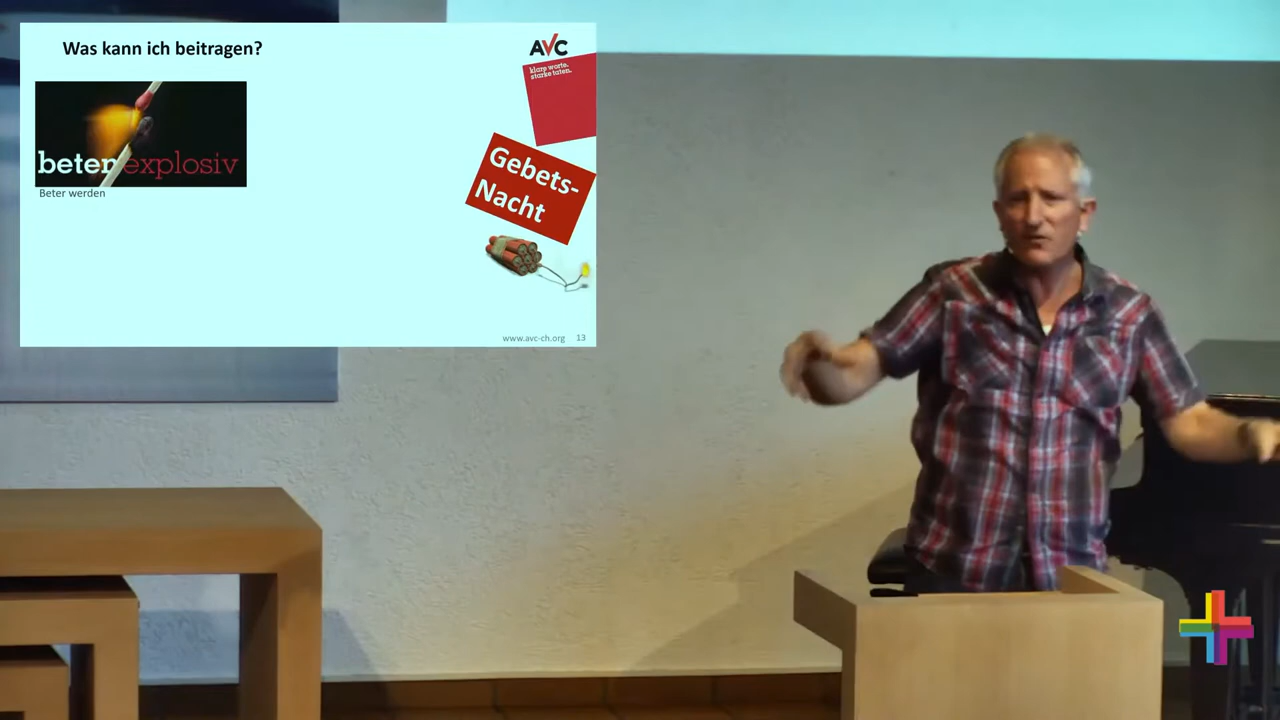 Was kann ich beitragen?
AVC
klare worte.
starke taten.
beten explosiv
Beter werden
Gebets-
Nacht
www.avc-ch.org 13